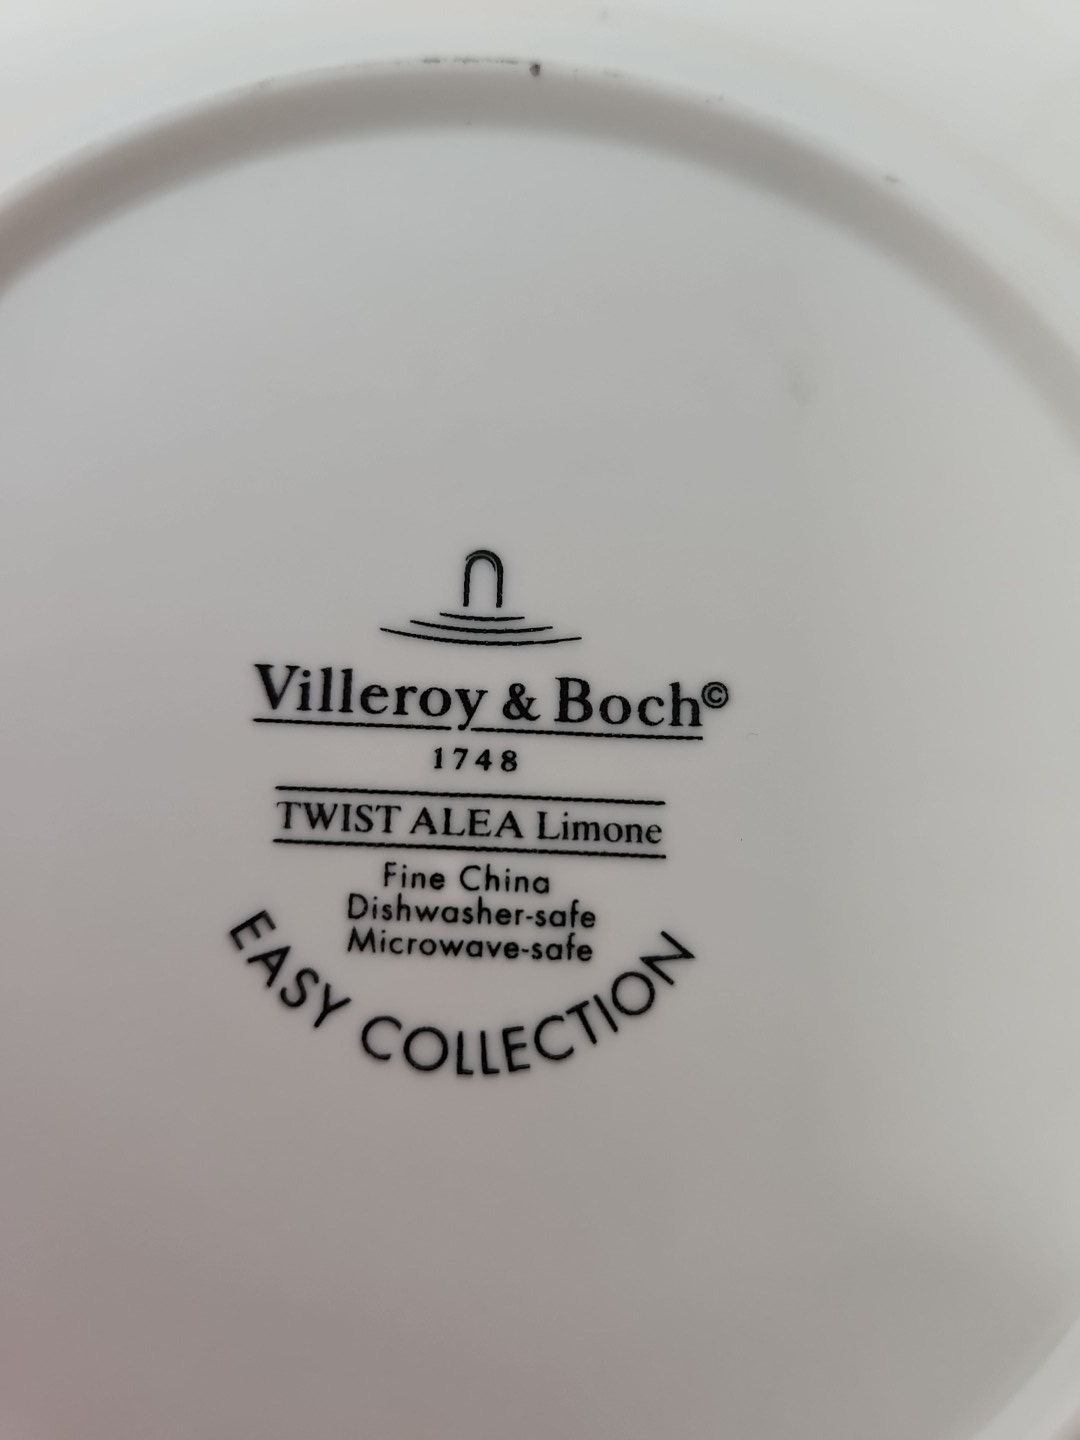 Villeroy & Boch©
1748
TWIST ALEA Limone
Fine China
Dishwasher-safe
Microwave-safe
EASY COLLECTION